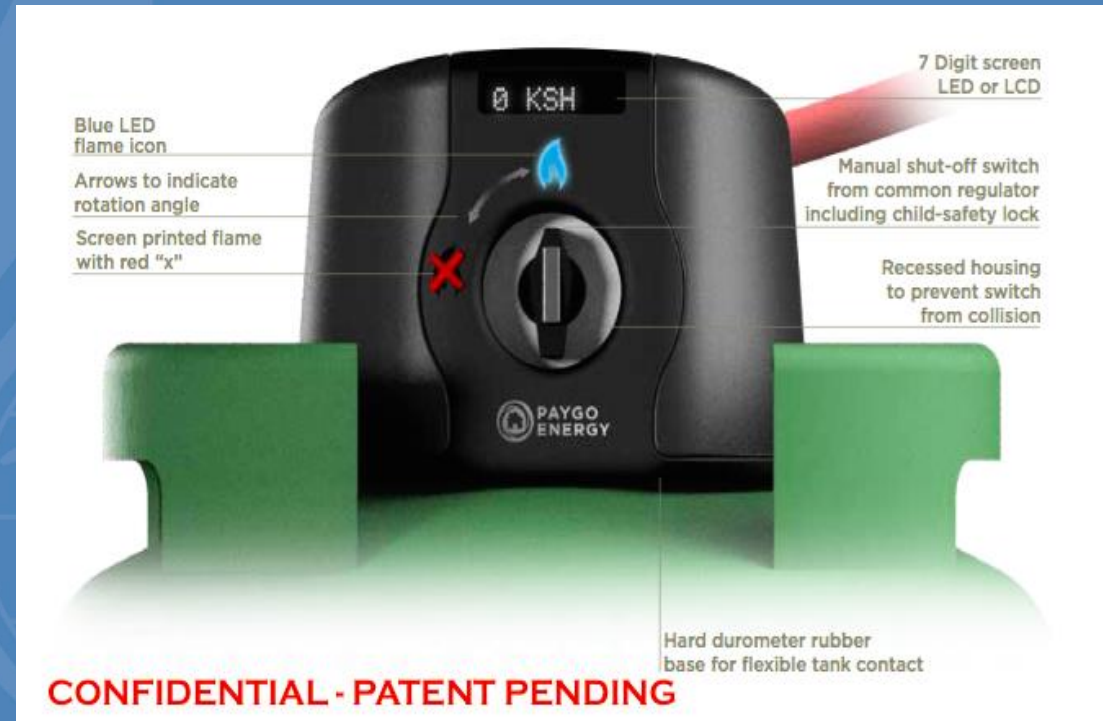 0 KSH
7 Digit screen
LED or LCD
Blue LED
flame icon
Arrows to indicate
rotation angle
Screen printed flame
with red “x”
Manual shut-off switch
from common regulator
including child-safety lock
Recessed housing
to prevent switch
from collision
PAYGO
ENERGY
Hard durometer rubber
base for flexible tank contact
CONFIDENTIAL - PATENT PENDING